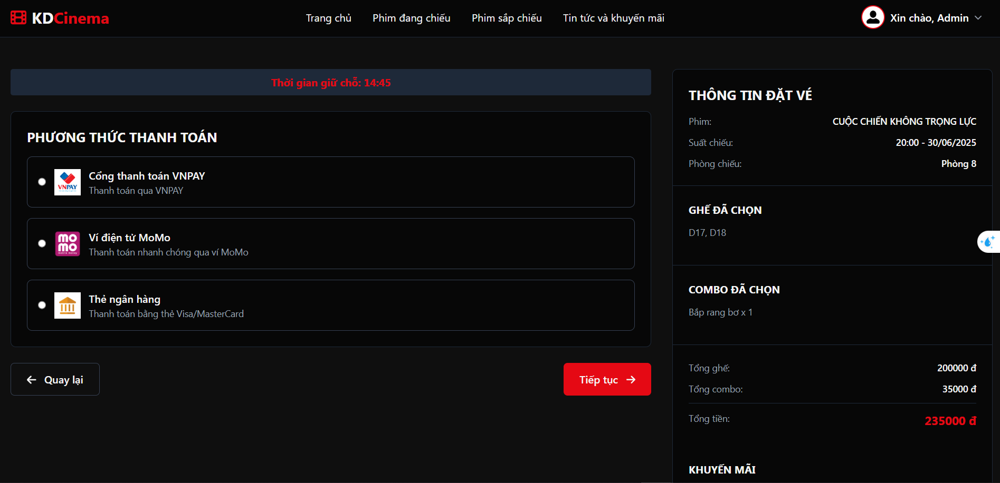 KDCinema
Trang chủ
Phim đang chiếu
Phim sắp chiếu
Tin tức và khuyến mãi
Xin chào, Admin
Thời gian giữ chỗ: 14:45
PHƯƠNG THỨC THANH TOÁN
VNPAY
Cổng thanh toán VNPAY
Thanh toán qua VNPAY
mo
mo
mobile money
Ví điện tử MoMo
Thanh toán nhanh chóng qua ví MoMo
Thẻ ngân hàng
Thanh toán bằng thẻ Visa/MasterCard
Quay lại
Tiếp tục
THÔNG TIN ĐẶT VÉ
Phim: CUỘC CHIẾN KHÔNG TRỌNG LỰC
Suất chiếu: 20:00 - 30/06/2025
Phòng chiếu: Phòng 8
GHẾ ĐÃ CHỌN
D17, D18
COMBO ĐÃ CHỌN
Bắp rang bơ x 1
Tổng ghế: 200000 đ
Tổng combo: 35000 đ
Tổng tiền: 235000 đ
KHUYẾN MÃI